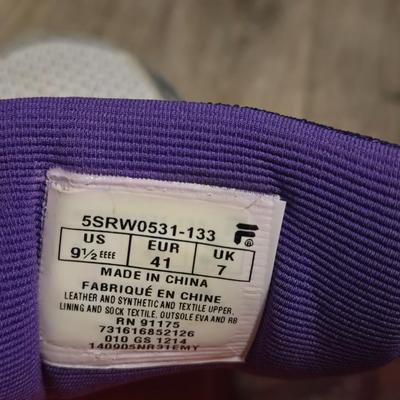 5SRW0531-133
US EUR UK
9½ EEEE 41 7
MADE IN CHINA
FABRIQUÉ EN CHINE
LEATHER AND SYNTHETIC AND TEXTILE UPPER,
LINING AND SOCK TEXTILE, OUTSOLE EVA AND RB
RN 91175
731616852126
010 GS 1214
140905NR31EMY